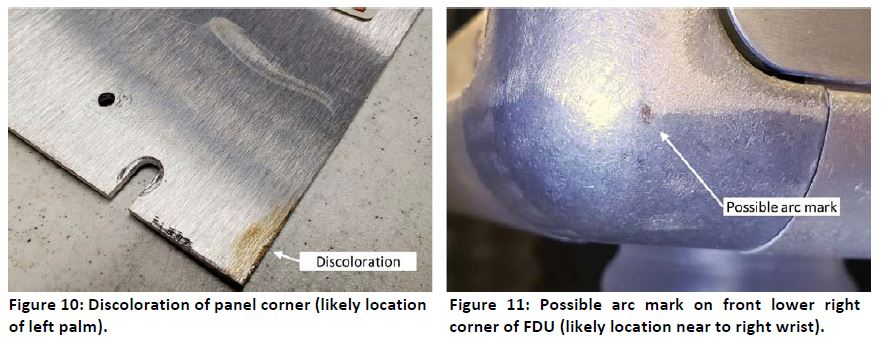 Discoloration
Possible arc mark
Figure 10: Discoloration of panel corner (likely location
of left palm).
Figure 11: Possible arc mark on front lower right
corner of FDU (likely location near to right wrist).